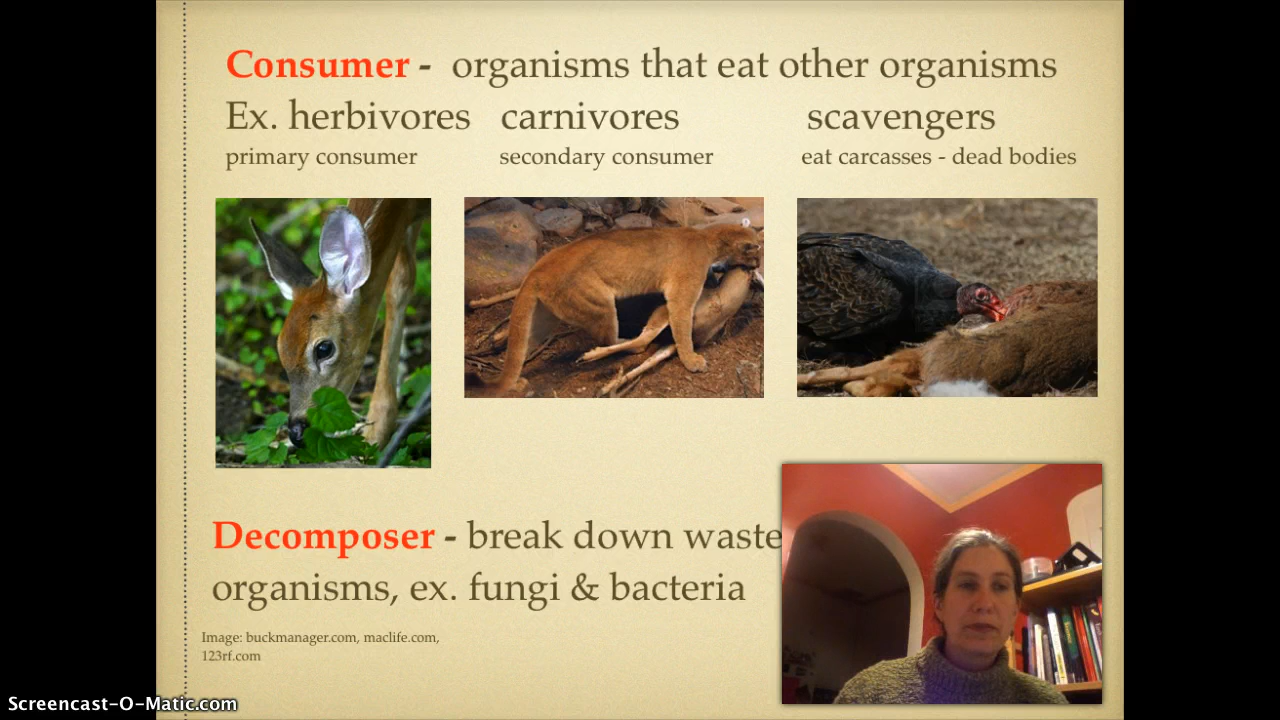 Consumer - organisms that eat other organisms
Ex. herbivores carnivores scavengers
primary consumer secondary consumer eat carcasses - dead bodies
Decomposer - break down waste
organisms, ex. fungi & bacteria
Image: buckmanager.com, maclife.com,
123rf.com
Screencast-O-Matic.com